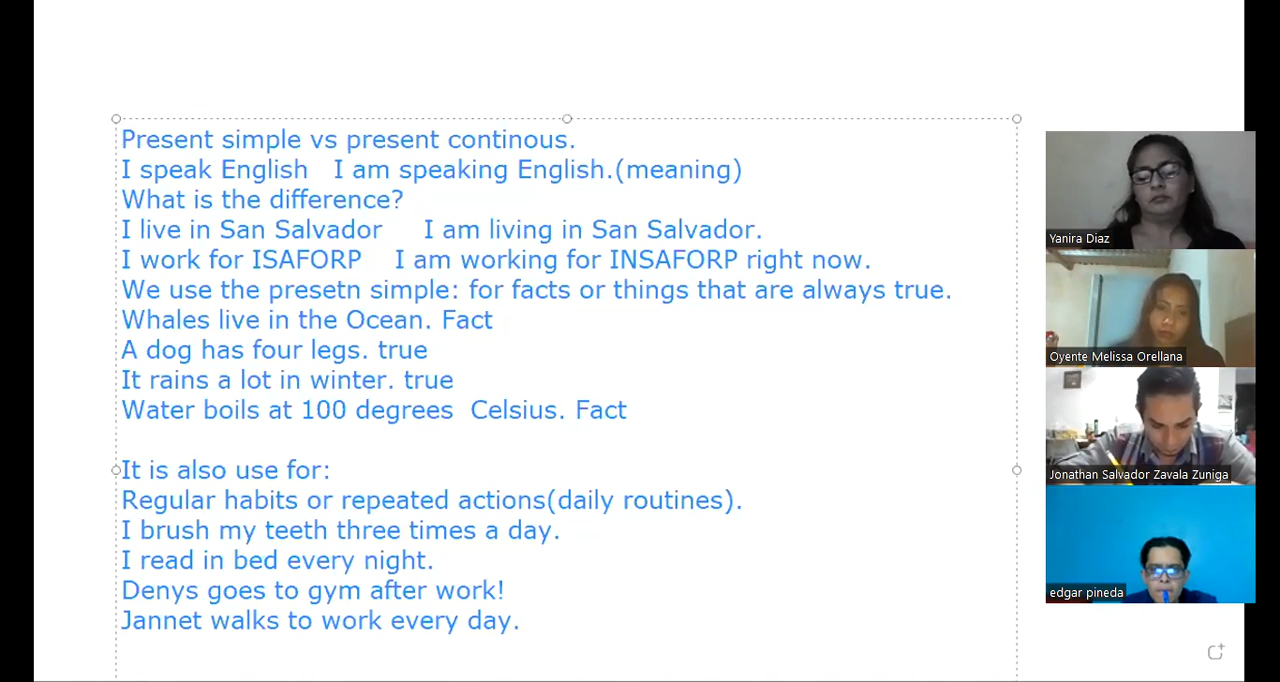 Present simple vs present continous.
I speak English   I am speaking English.(meaning)
What is the difference?
I live in San Salvador     I am living in San Salvador.
I work for ISAFORP    I am working for INSAFORP right now.
We use the presetn simple: for facts or things that are always true.
Whales live in the Ocean. Fact
A dog has four legs. true
It rains a lot in winter. true
Water boils at 100 degrees  Celsius. Fact
It is also use for:
Regular habits or repeated actions(daily routines).
I brush my teeth three times a day.
I read in bed every night.
Denys goes to gym after work!
Jannet walks to work every day.
Yanira Diaz
Oyente Melissa Orellana
Jonathan Salvador Zavala Zuniga
edgar pineda